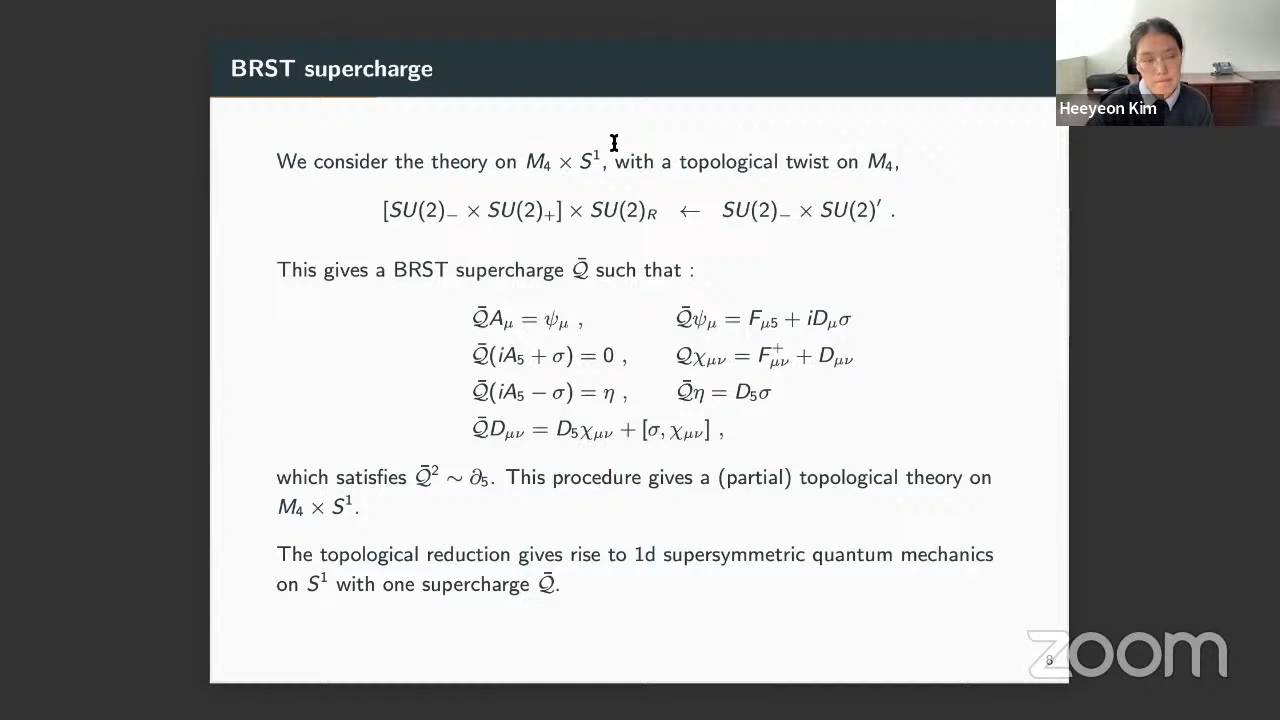 BRST supercharge
Heeyeon Kim
We consider the theory on M₄ × S¹, with a topological twist on M₄,
[SU(2)₋ × SU(2)₊] × SU(2)_R ← SU(2)₋ × SU(2)′ .
This gives a BRST supercharge Q̄ such that :
Q̄A_μ = ψ_μ , Q̄ψ_μ = F_μ5 + iD_μσ
Q̄(iA₅ + σ) = 0 , Qχ_μν = F⁺_μν + D_μν
Q̄(iA₅ − σ) = η , Q̄η = D₅σ
Q̄D_μν = D₅χ_μν + [σ, χ_μν] ,
which satisfies Q̄² ∼ ∂₅. This procedure gives a (partial) topological theory on
M₄ × S¹.
The topological reduction gives rise to 1d supersymmetric quantum mechanics
on S¹ with one supercharge Q̄.
8
zoom